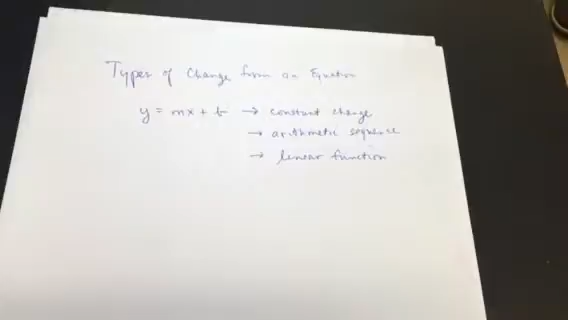 Types of Change from an Equation
y = mx + b → constant change
→ arithmetic sequence
→ linear function